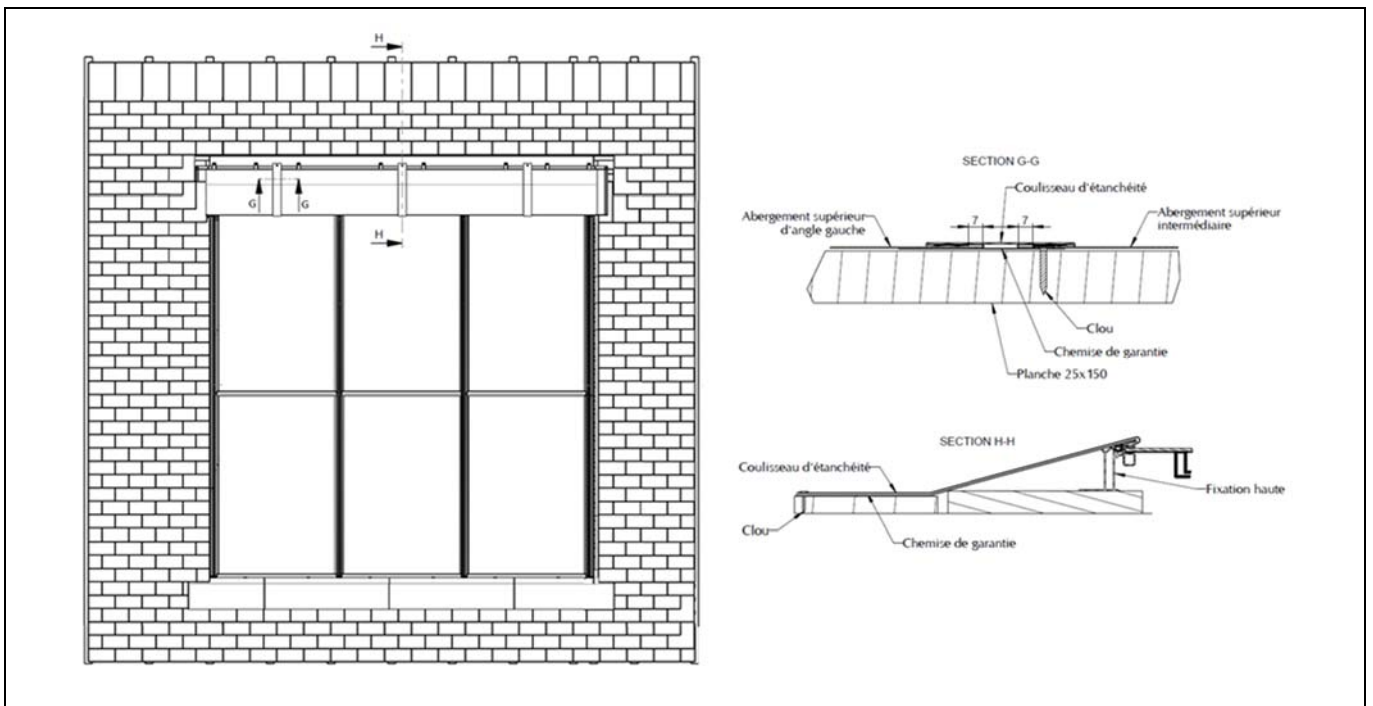 H
G
G
H
SECTION G-G
Coulisseau d'étanchéité
Abergement supérieur
d'angle gauche
7
7
Abergement supérieur
intermédiaire
Clou
Chemise de garantie
Planche 25x150
SECTION H-H
Coulisseau d'étanchéité
Fixation haute
Clou
Chemise de garantie